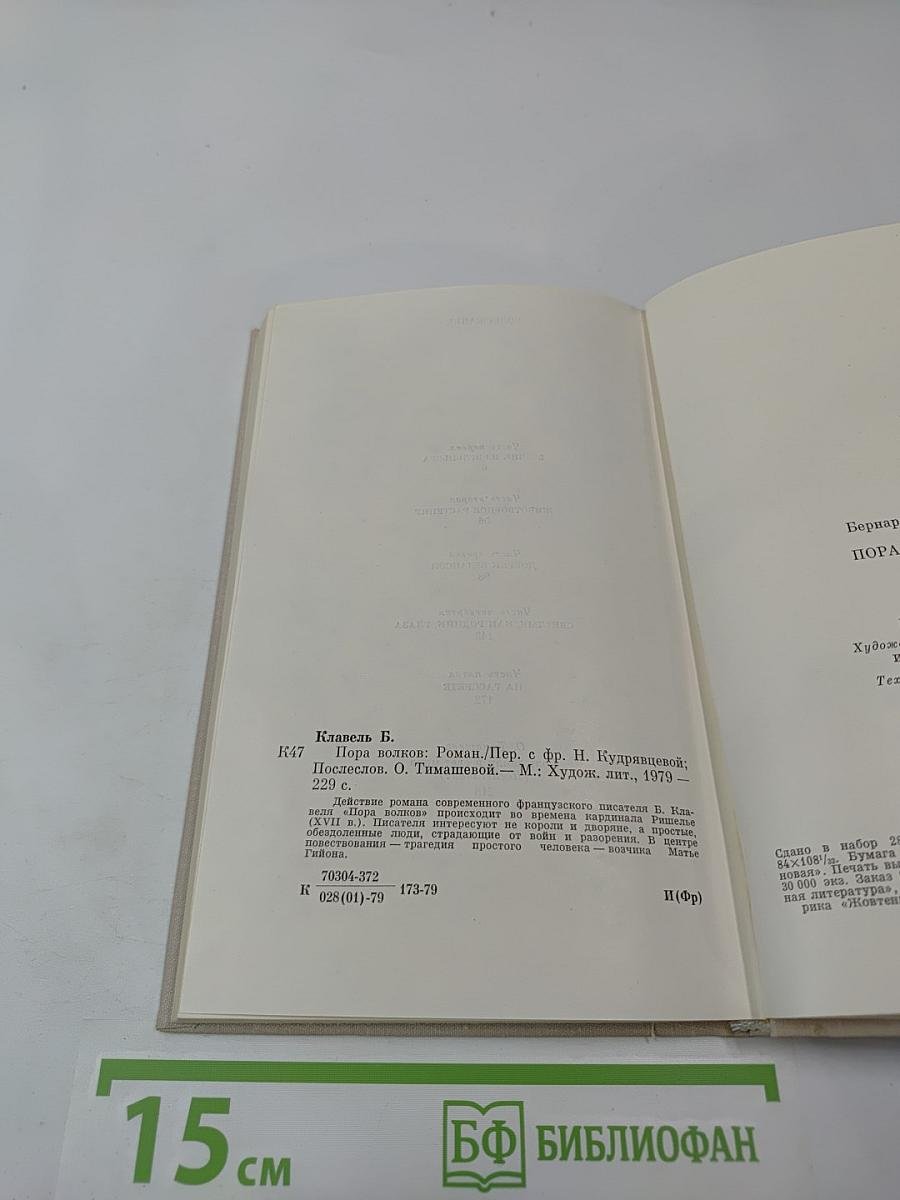 Клавель Б.
К47 Пора волков: Роман./Пер. с фр. Н. Кудрявцевой;
Послеслов. О. Тимашевой.— М.: Худож. лит., 1979 —
229 с.
Действие романа современного французского писателя Б. Кла-
веля «Пора волков» происходит во времена кардинала Ришелье
(XVII в.). Писателя интересуют не короли и дворяне, а простые,
обездоленные люди, страдающие от войн и разорения. В центре
повествования — трагедия простого человека — возчика Матье
Гийона.
К 70304-372 173-79
028(01)-79
И(Фр)
Бернар
ПОРА
Худож
И
Тех
Сдано в набор 28
84×108¹/₃₂. Бумага
новая». Печать вы
30 000 экз. Заказ
ная литература»,
рика «Жовтен
15 см
БФ БИБЛИОФАН